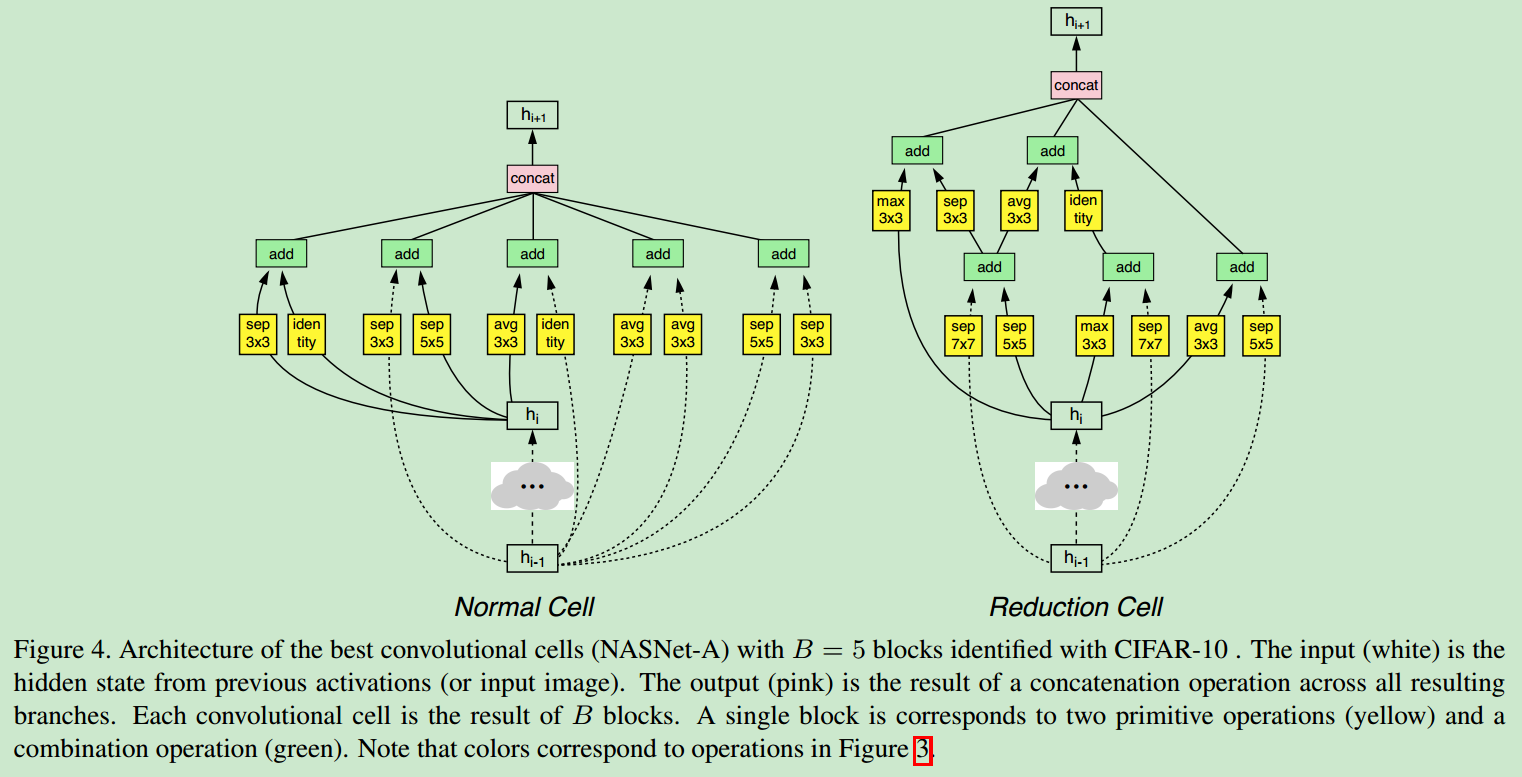 h_{i+1}
concat
add add add add add
sep 3x3
iden tity
sep 3x3
sep 5x5
avg 3x3
iden tity
avg 3x3
avg 3x3
sep 5x5
sep 3x3
h_i
...
h_{i-1}
Normal Cell
h_{i+1}
concat
add add
max 3x3
sep 3x3
avg 3x3
iden tity
add add add
sep 7x7
sep 5x5
max 3x3
sep 7x7
avg 3x3
sep 5x5
h_i
...
h_{i-1}
Reduction Cell
Figure 4. Architecture of the best convolutional cells (NASNet-A) with B = 5 blocks identified with CIFAR-10 . The input (white) is the
hidden state from previous activations (or input image). The output (pink) is the result of a concatenation operation across all resulting
branches. Each convolutional cell is the result of B blocks. A single block is corresponds to two primitive operations (yellow) and a
combination operation (green). Note that colors correspond to operations in Figure 3.